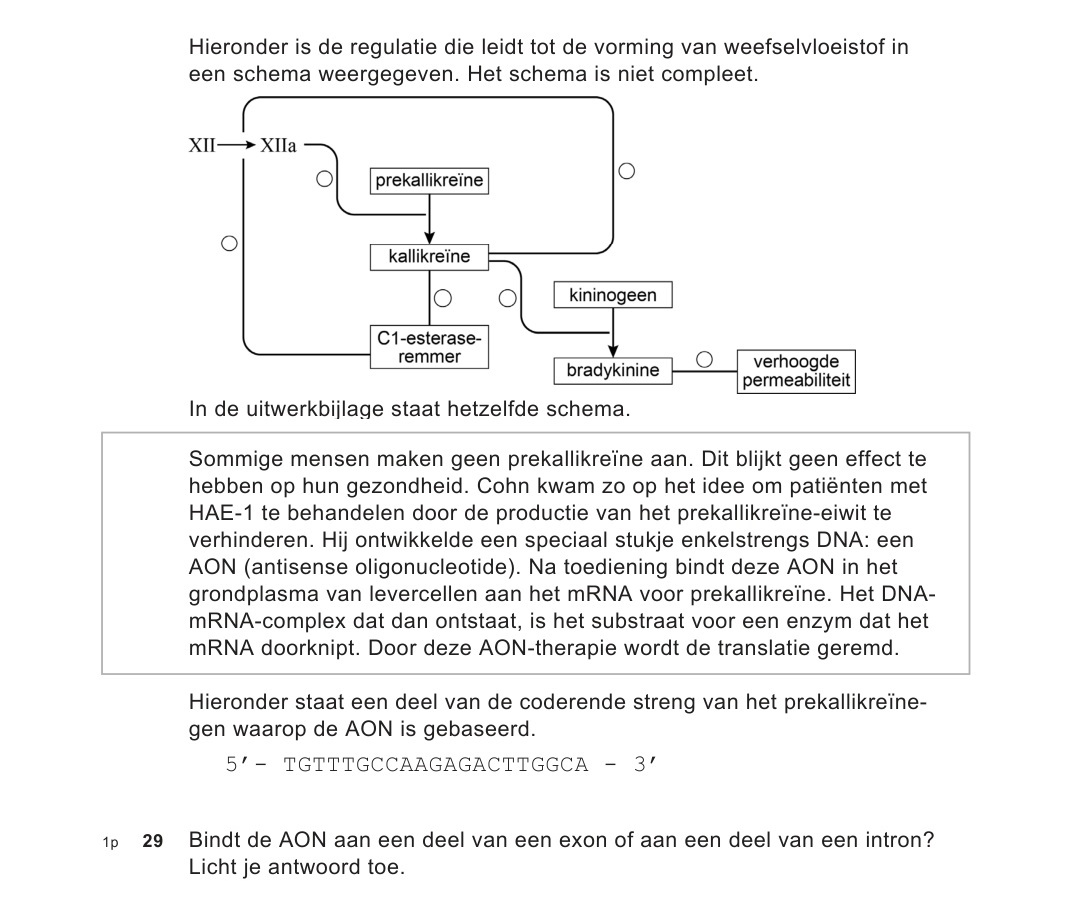 Hieronder is de regulatie die leidt tot de vorming van weefselvloeistof in
een schema weergegeven. Het schema is niet compleet.
XII XIIa
prekallikreïne
kallikreïne
kininogeen
C1-esterase-
remmer
bradykinine
verhoogde
permeabiliteit
In de uitwerkbijlage staat hetzelfde schema.
Sommige mensen maken geen prekallikreïne aan. Dit blijkt geen effect te
hebben op hun gezondheid. Cohn kwam zo op het idee om patiënten met
HAE-1 te behandelen door de productie van het prekallikreïne-eiwit te
verhinderen. Hij ontwikkelde een speciaal stukje enkelstrengs DNA: een
AON (antisense oligonucleotide). Na toediening bindt deze AON in het
grondplasma van levercellen aan het mRNA voor prekallikreïne. Het DNA-
mRNA-complex dat dan ontstaat, is het substraat voor een enzym dat het
mRNA doorknipt. Door deze AON-therapie wordt de translatie geremd.
Hieronder staat een deel van de coderende streng van het prekallikreïne-
gen waarop de AON is gebaseerd.
5′- TGTTTGCCAAGAGACTTGGCA - 3′
1p 29 Bindt de AON aan een deel van een exon of aan een deel van een intron?
Licht je antwoord toe.